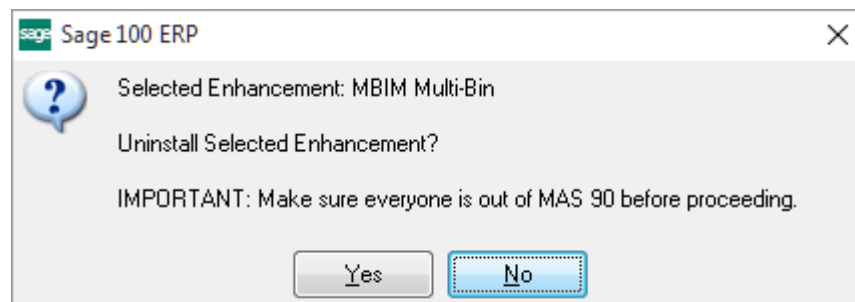 sage Sage 100 ERP
Selected Enhancement: MBIM Multi-Bin
Uninstall Selected Enhancement?
IMPORTANT: Make sure everyone is out of MAS 90 before proceeding.
Yes No